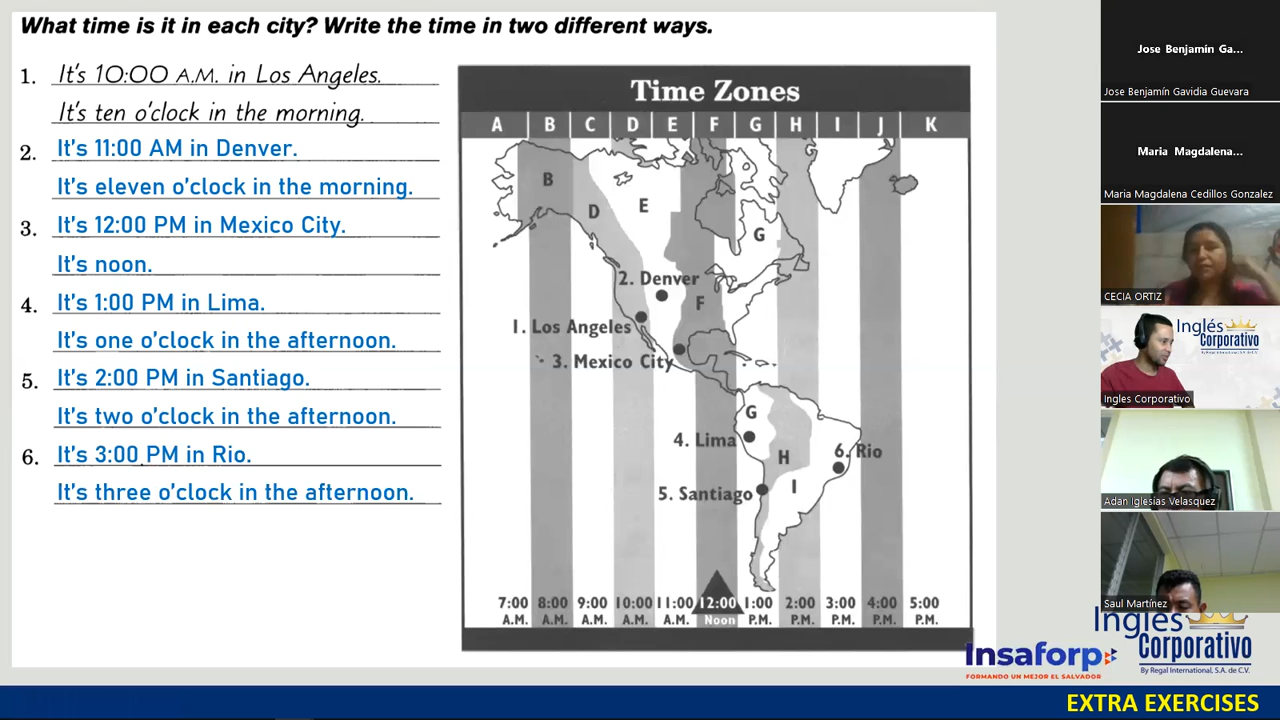 What time is it in each city? Write the time in two different ways.
1. It's 10:00 A.M. in Los Angeles.
It's ten o'clock in the morning.
2. It's 11:00 AM in Denver.
It's eleven o'clock in the morning.
3. It's 12:00 PM in Mexico City.
It's noon.
4. It's 1:00 PM in Lima.
It's one o'clock in the afternoon.
5. It's 2:00 PM in Santiago.
It's two o'clock in the afternoon.
6. It's 3:00 PM in Rio.
It's three o'clock in the afternoon.
Time Zones
A B C D E F G H I J K
B
D
E
G
2. Denver
F
1. Los Angeles
3. Mexico City
G
4. Lima
H
6. Rio
5. Santiago
I
7:00 8:00 9:00 10:00 11:00 12:00 1:00 2:00 3:00 4:00 5:00
A.M. A.M. A.M. A.M. A.M. Noon P.M. P.M. P.M. P.M. P.M.
Jose Benjamín Ga...
Jose Benjamín Gavidia Guevara
Maria Magdalena...
Maria Magdalena Cedillos Gonzalez
CECIA ORTIZ
Inglés
Corporativo
By Regal International, S.A. de C.V.
Ingles Corporativo
Adan Iglesias Velasquez
Saul Martínez
Insaforp
FORMANDO UN MEJOR EL SALVADOR
Inglés
Corporativo
By Regal International, S.A. de C.V.
EXTRA EXERCISES